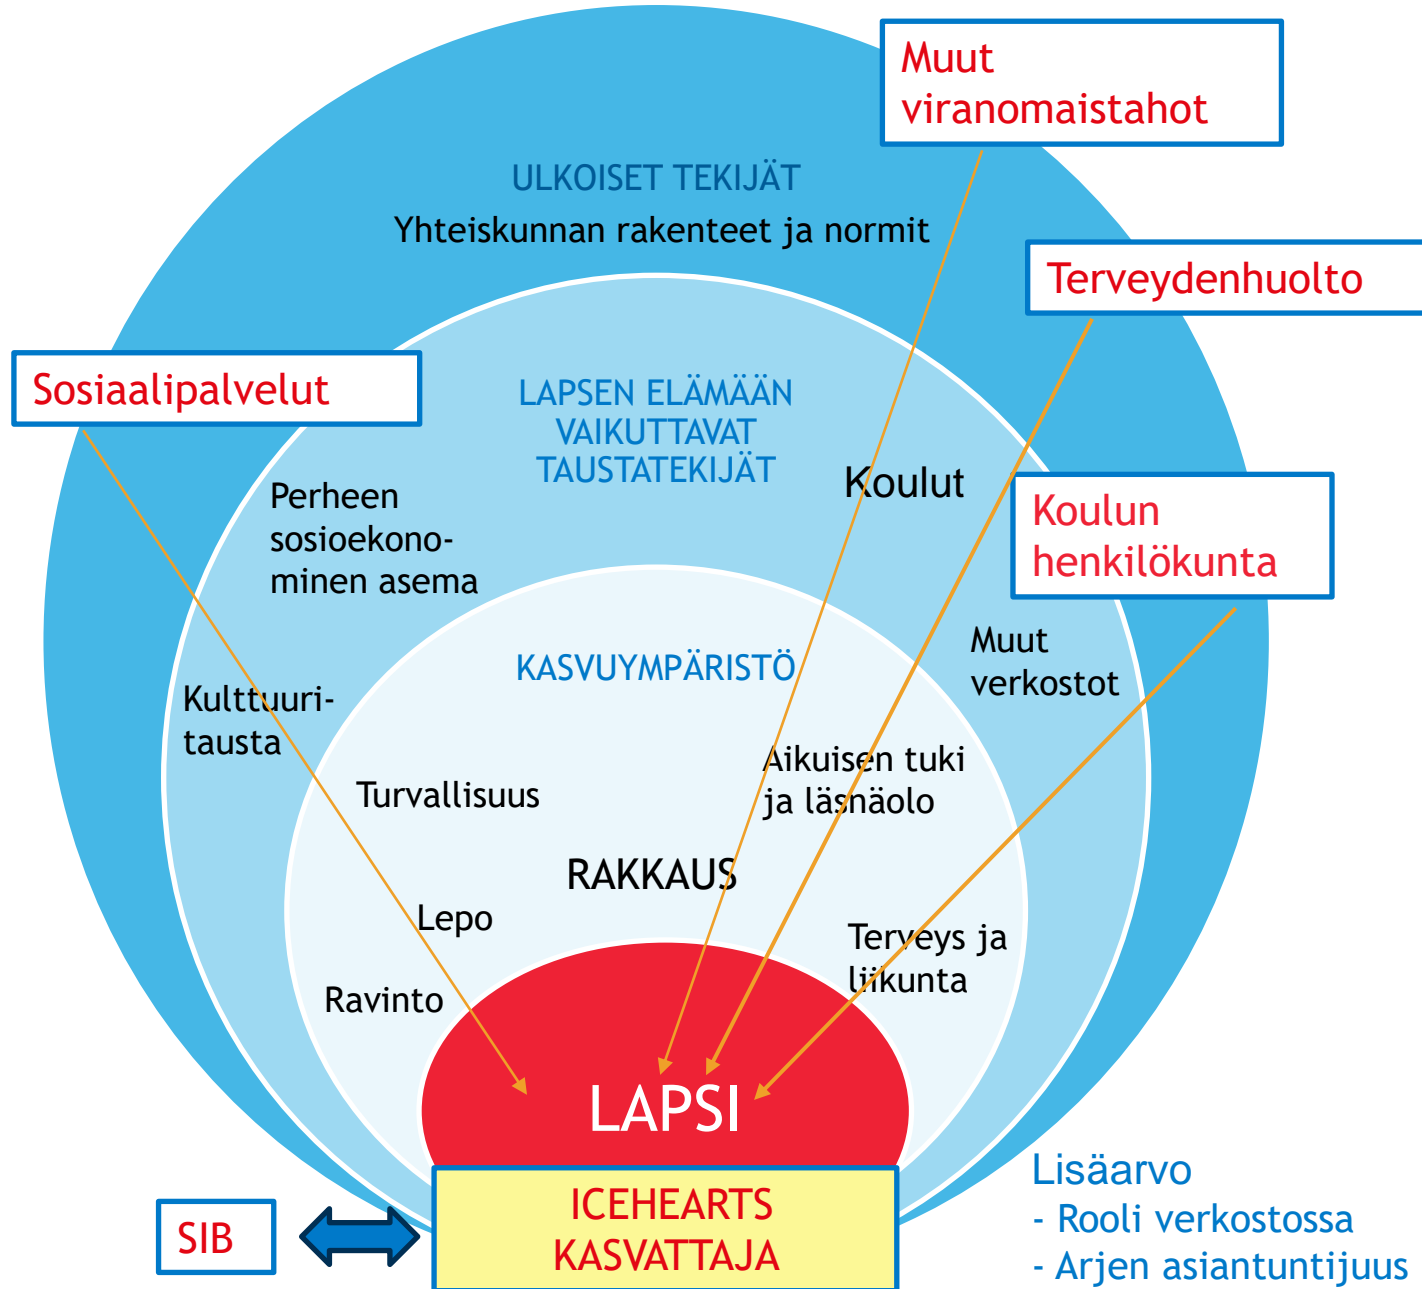 Muut
viranomaistahot
ULKOISET TEKIJÄT
Yhteiskunnan rakenteet ja normit
Terveydenhuolto
Sosiaalipalvelut
LAPSEN ELÄMÄÄN
VAIKUTTAVAT
TAUSTATEKIJÄT
Koulut
Perheen
sosioekono-
minen asema
Koulun
henkilökunta
KASVUYMPÄRISTÖ
Muut
verkostot
Kulttuuri-
tausta
Turvallisuus
Aikuisen tuki
ja läsnäolo
RAKKAUS
Lepo
Terveys ja
liikunta
Ravinto
LAPSI
ICEHEARTS
KASVATTAJA
SIB
Lisäarvo
- Rooli verkostossa
- Arjen asiantuntijuus